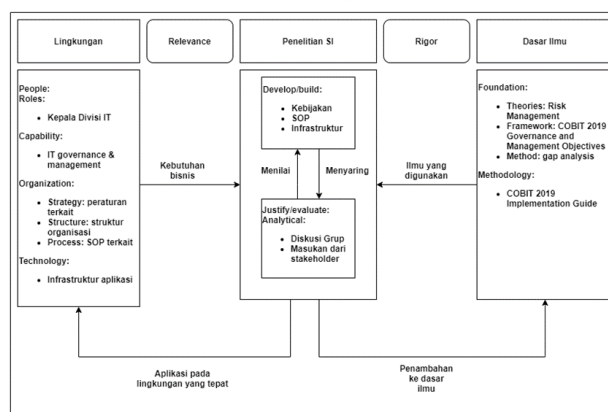 Lingkungan
Relevance
Penelitian SI
Rigor
Dasar Ilmu
People:
Roles:
• Kepala Divisi IT
Capability:
• IT governance &
management
Organization:
• Strategy: peraturan
terkait
• Structure: struktur
organisasi
• Process: SOP terkait
Technology:
• Infrastruktur aplikasi
Kebutuhan
bisnis
Develop/build:
• Kebijakan
• SOP
• Infrastruktur
Menilai
Menyaring
Justify/evaluate:
Analytical:
• Diskusi Grup
• Masukan dari
stakeholder
Ilmu yang
digunakan
Foundation:
• Theories: Risk
Management
• Framework: COBIT 2019
Governance and
Management Objectives
• Method: gap analysis
Methodology:
• COBIT 2019
Implementation Guide
Aplikasi pada
lingkungan yang tepat
Penambahan
ke dasar
ilmu